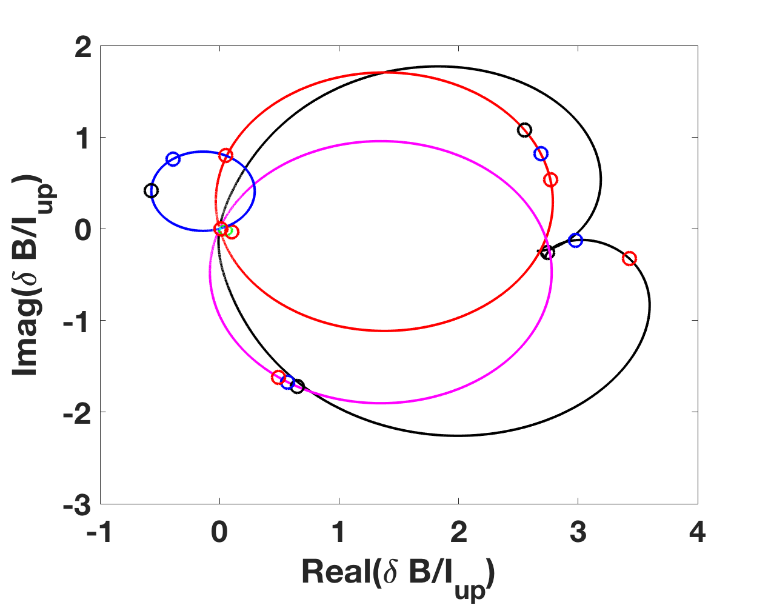 2
1
0
-1
-2
-3
-1 0 1 2 3 4
Imag(δ B/I_up)
Real(δ B/I_up)